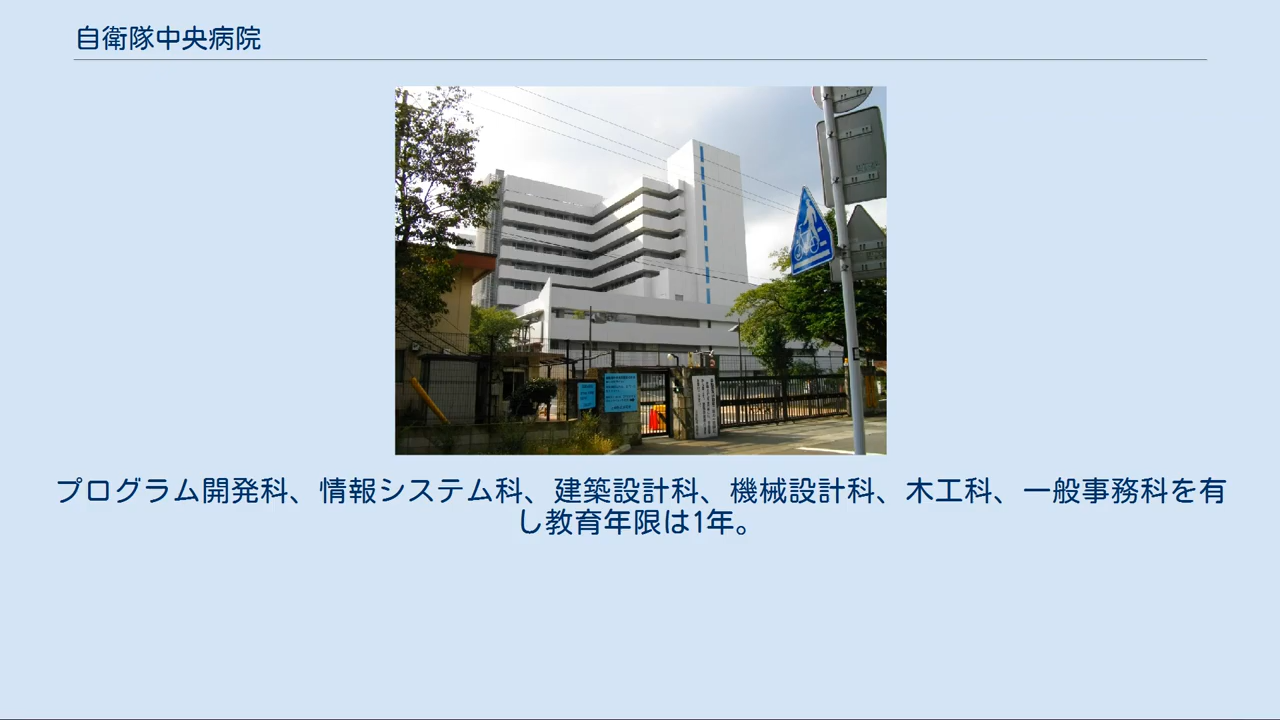 自衛隊中央病院
プログラム開発科、情報システム科、建築設計科、機械設計科、木工科、一般事務科を有
し教育年限は1年。